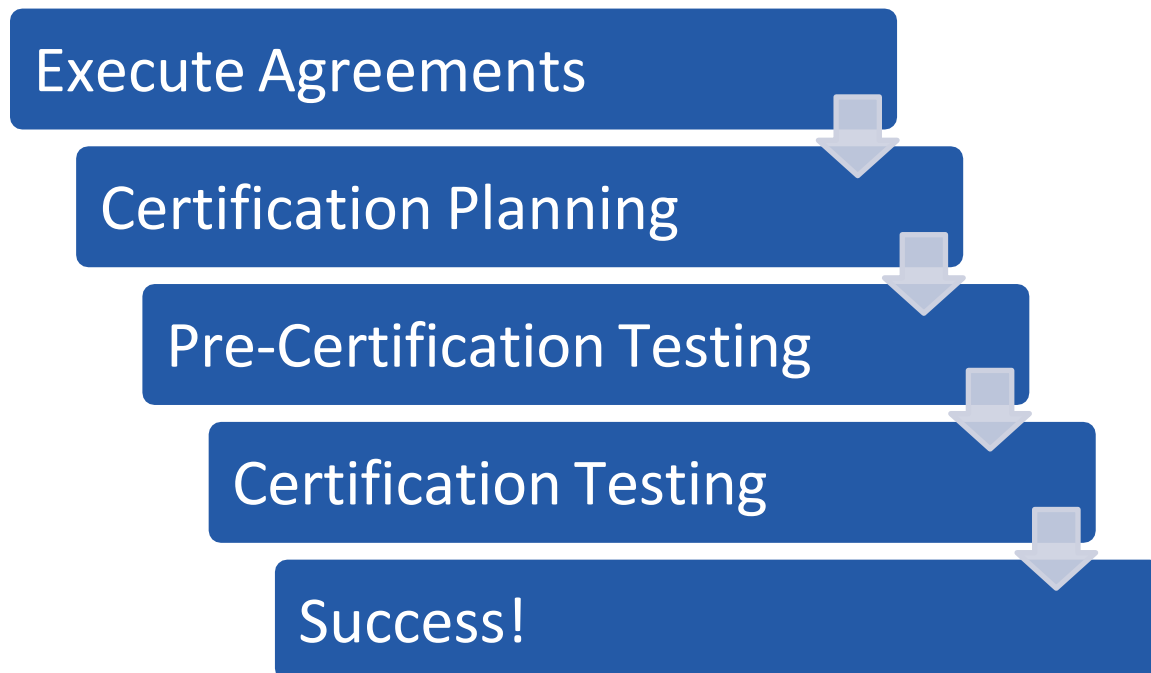 Execute Agreements
Certification Planning
Pre-Certification Testing
Certification Testing
Success!